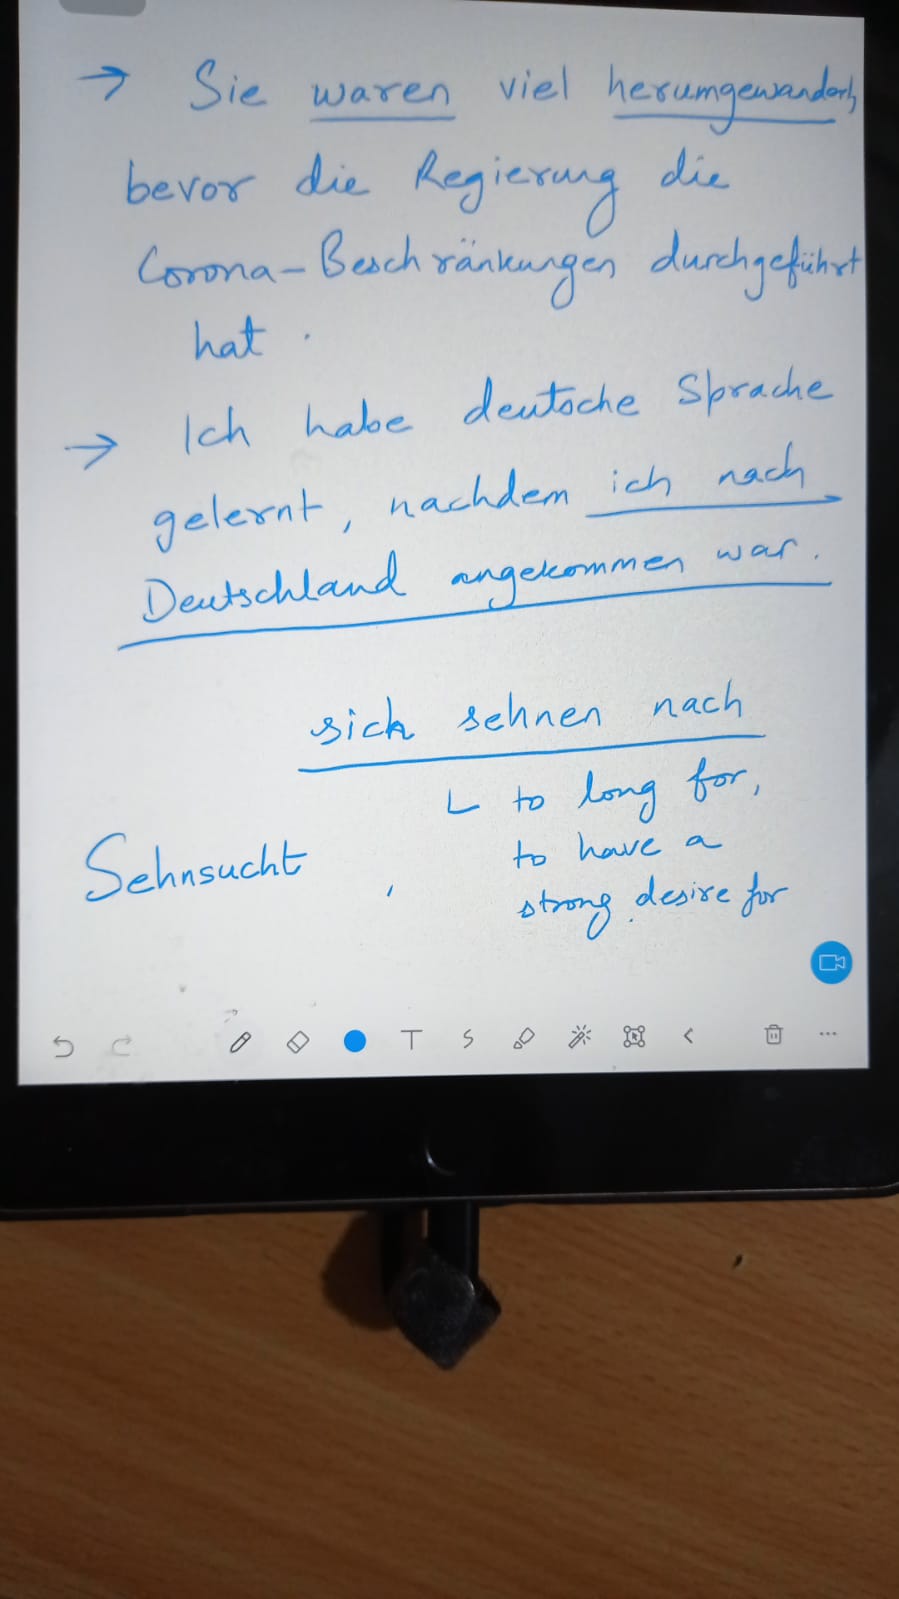 → Sie waren viel herumgewandert,
bevor die Regierung die
Corona-Beschränkungen durchgeführt
hat.
→ Ich habe deutsche Sprache
gelernt, nachdem ich nach
Deutschland angekommen war.
sich sehnen nach
to long for,
to have a
Sehnsucht,
strong desire for
T